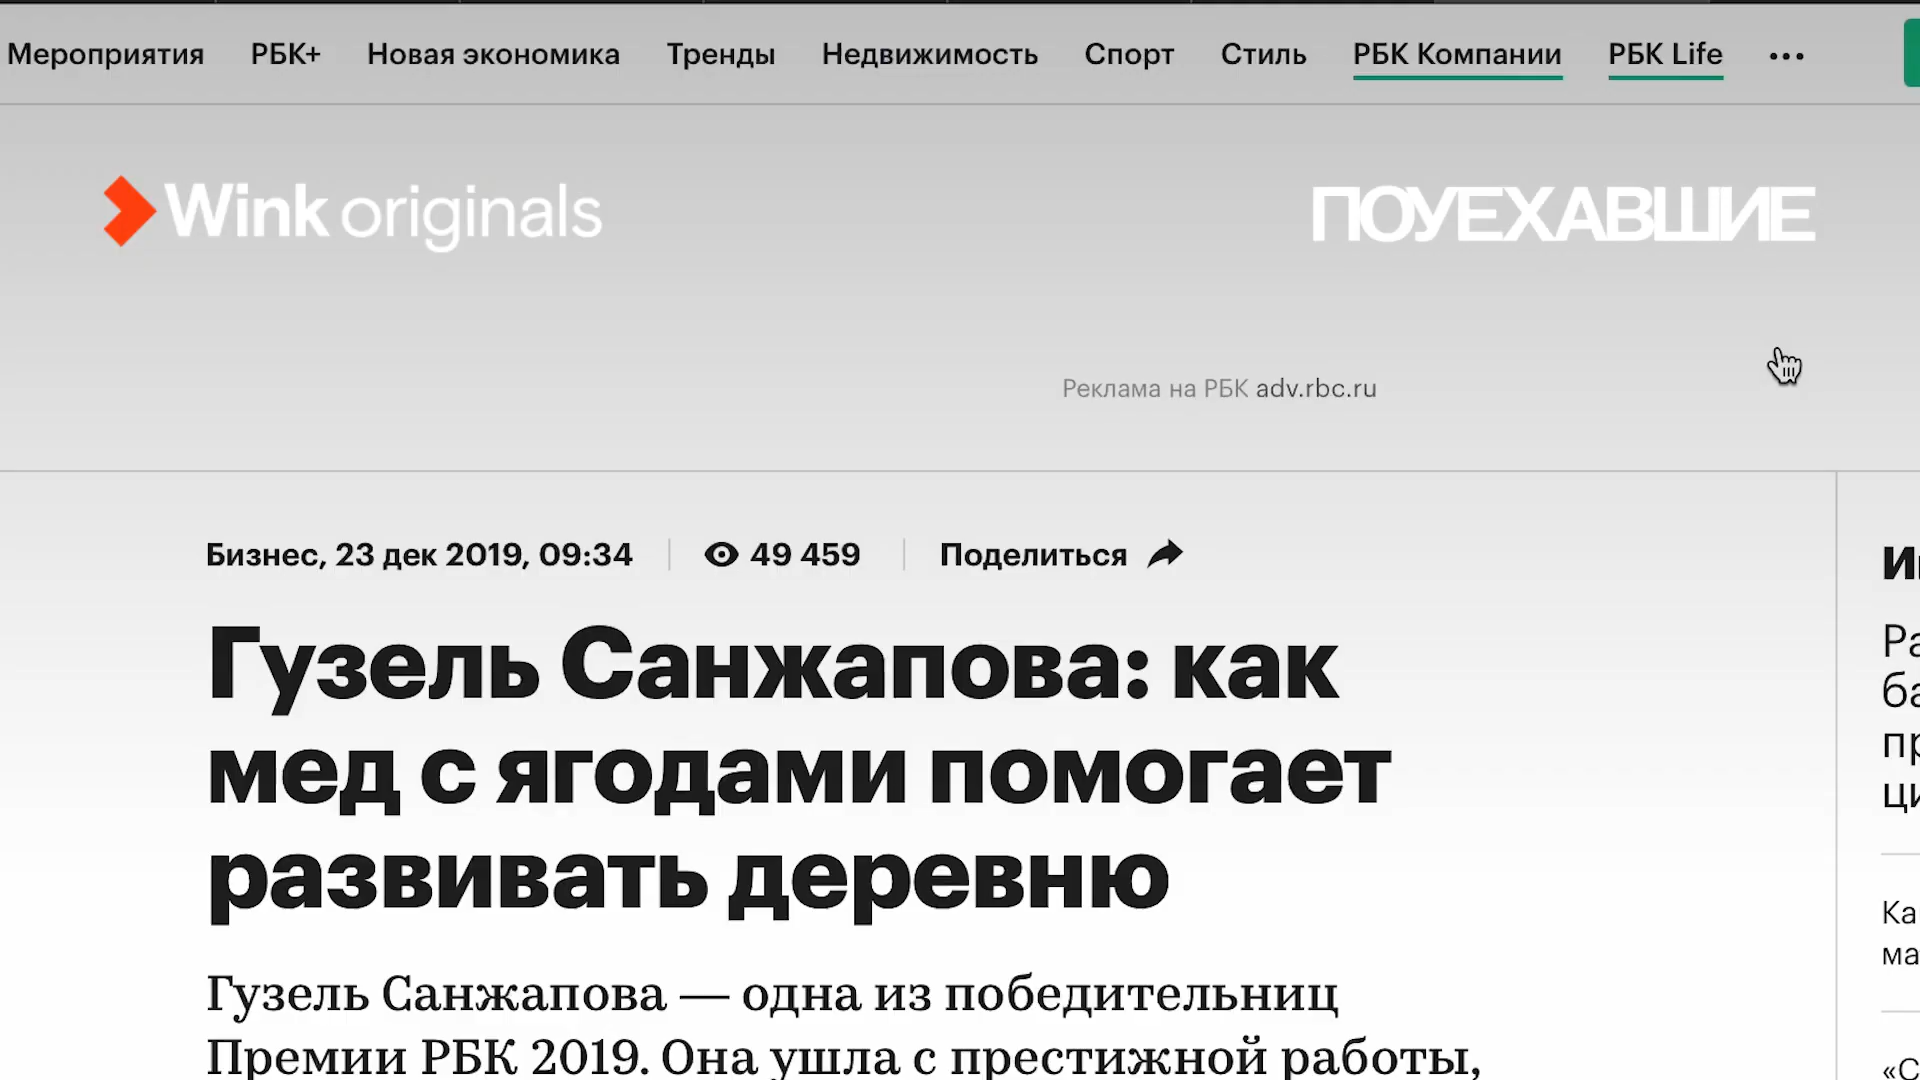 Мероприятия РБК+ Новая экономика Тренды Недвижимость Спорт Стиль РБК Компании РБК Life
Wink originals
ПОУЕХАВШИЕ
Реклама на РБК adv.rbc.ru
Бизнес, 23 дек 2019, 09:34 49 459 Поделиться
Гузель Санжапова: как
мед с ягодами помогает
развивать деревню
Гузель Санжапова — одна из победительниц
Премии РБК 2019. Она ушла с престижной работы,